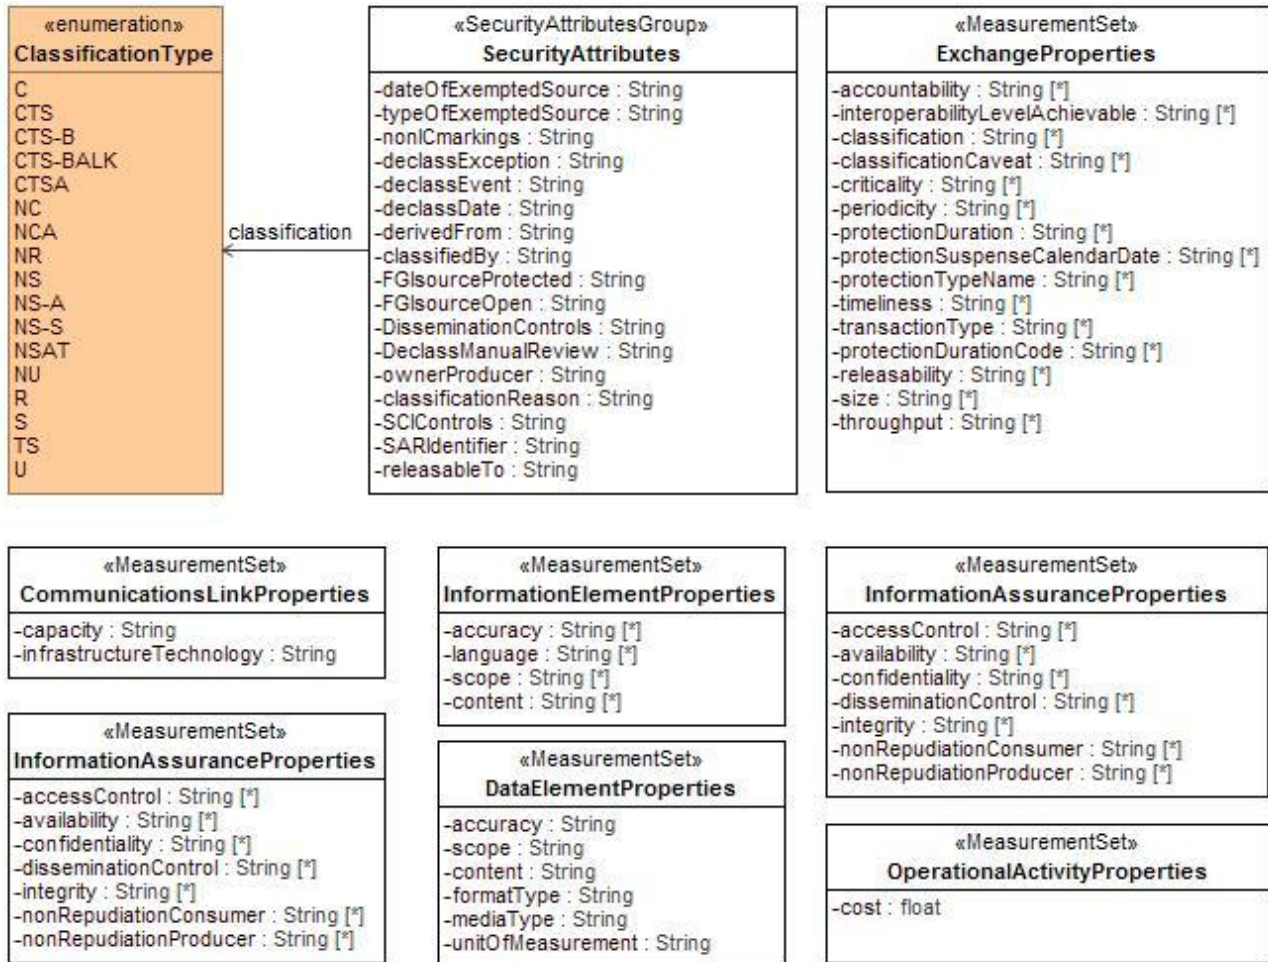 «enumeration»
ClassificationType
C
CTS
CTS-B
CTS-BALK
CTSA
NC
NCA
NR
NS
NS-A
NS-S
NSAT
NU
R
S
TS
U
classification
«SecurityAttributesGroup»
SecurityAttributes
-dateOfExemptedSource : String
-typeOfExemptedSource : String
-nonICmarkings : String
-declassException : String
-declassEvent : String
-declassDate : String
-derivedFrom : String
-classifiedBy : String
-FGIsourceProtected : String
-FGIsourceOpen : String
-DisseminationControls : String
-DeclassManualReview : String
-ownerProducer : String
-classificationReason : String
-SCIControls : String
-SARIdentifier : String
-releasableTo : String
«MeasurementSet»
ExchangeProperties
-accountability : String [*]
-interoperabilityLevelAchievable : String [*]
-classification : String [*]
-classificationCaveat : String [*]
-criticality : String [*]
-periodicity : String [*]
-protectionDuration : String [*]
-protectionSuspenseCalendarDate : String [*]
-protectionTypeName : String [*]
-timeliness : String [*]
-transactionType : String [*]
-protectionDurationCode : String [*]
-releasability : String [*]
-size : String [*]
-throughput : String [*]
«MeasurementSet»
CommunicationsLinkProperties
-capacity : String
-infrastructureTechnology : String
«MeasurementSet»
InformationElementProperties
-accuracy : String [*]
-language : String [*]
-scope : String [*]
-content : String [*]
«MeasurementSet»
InformationAssuranceProperties
-accessControl : String [*]
-availability : String [*]
-confidentiality : String [*]
-disseminationControl : String [*]
-integrity : String [*]
-nonRepudiationConsumer : String [*]
-nonRepudiationProducer : String [*]
«MeasurementSet»
InformationAssuranceProperties
-accessControl : String [*]
-availability : String [*]
-confidentiality : String [*]
-disseminationControl : String [*]
-integrity : String [*]
-nonRepudiationConsumer : String [*]
-nonRepudiationProducer : String [*]
«MeasurementSet»
DataElementProperties
-accuracy : String
-scope : String
-content : String
-formatType : String
-mediaType : String
-unitOfMeasurement : String
«MeasurementSet»
OperationalActivityProperties
-cost : float